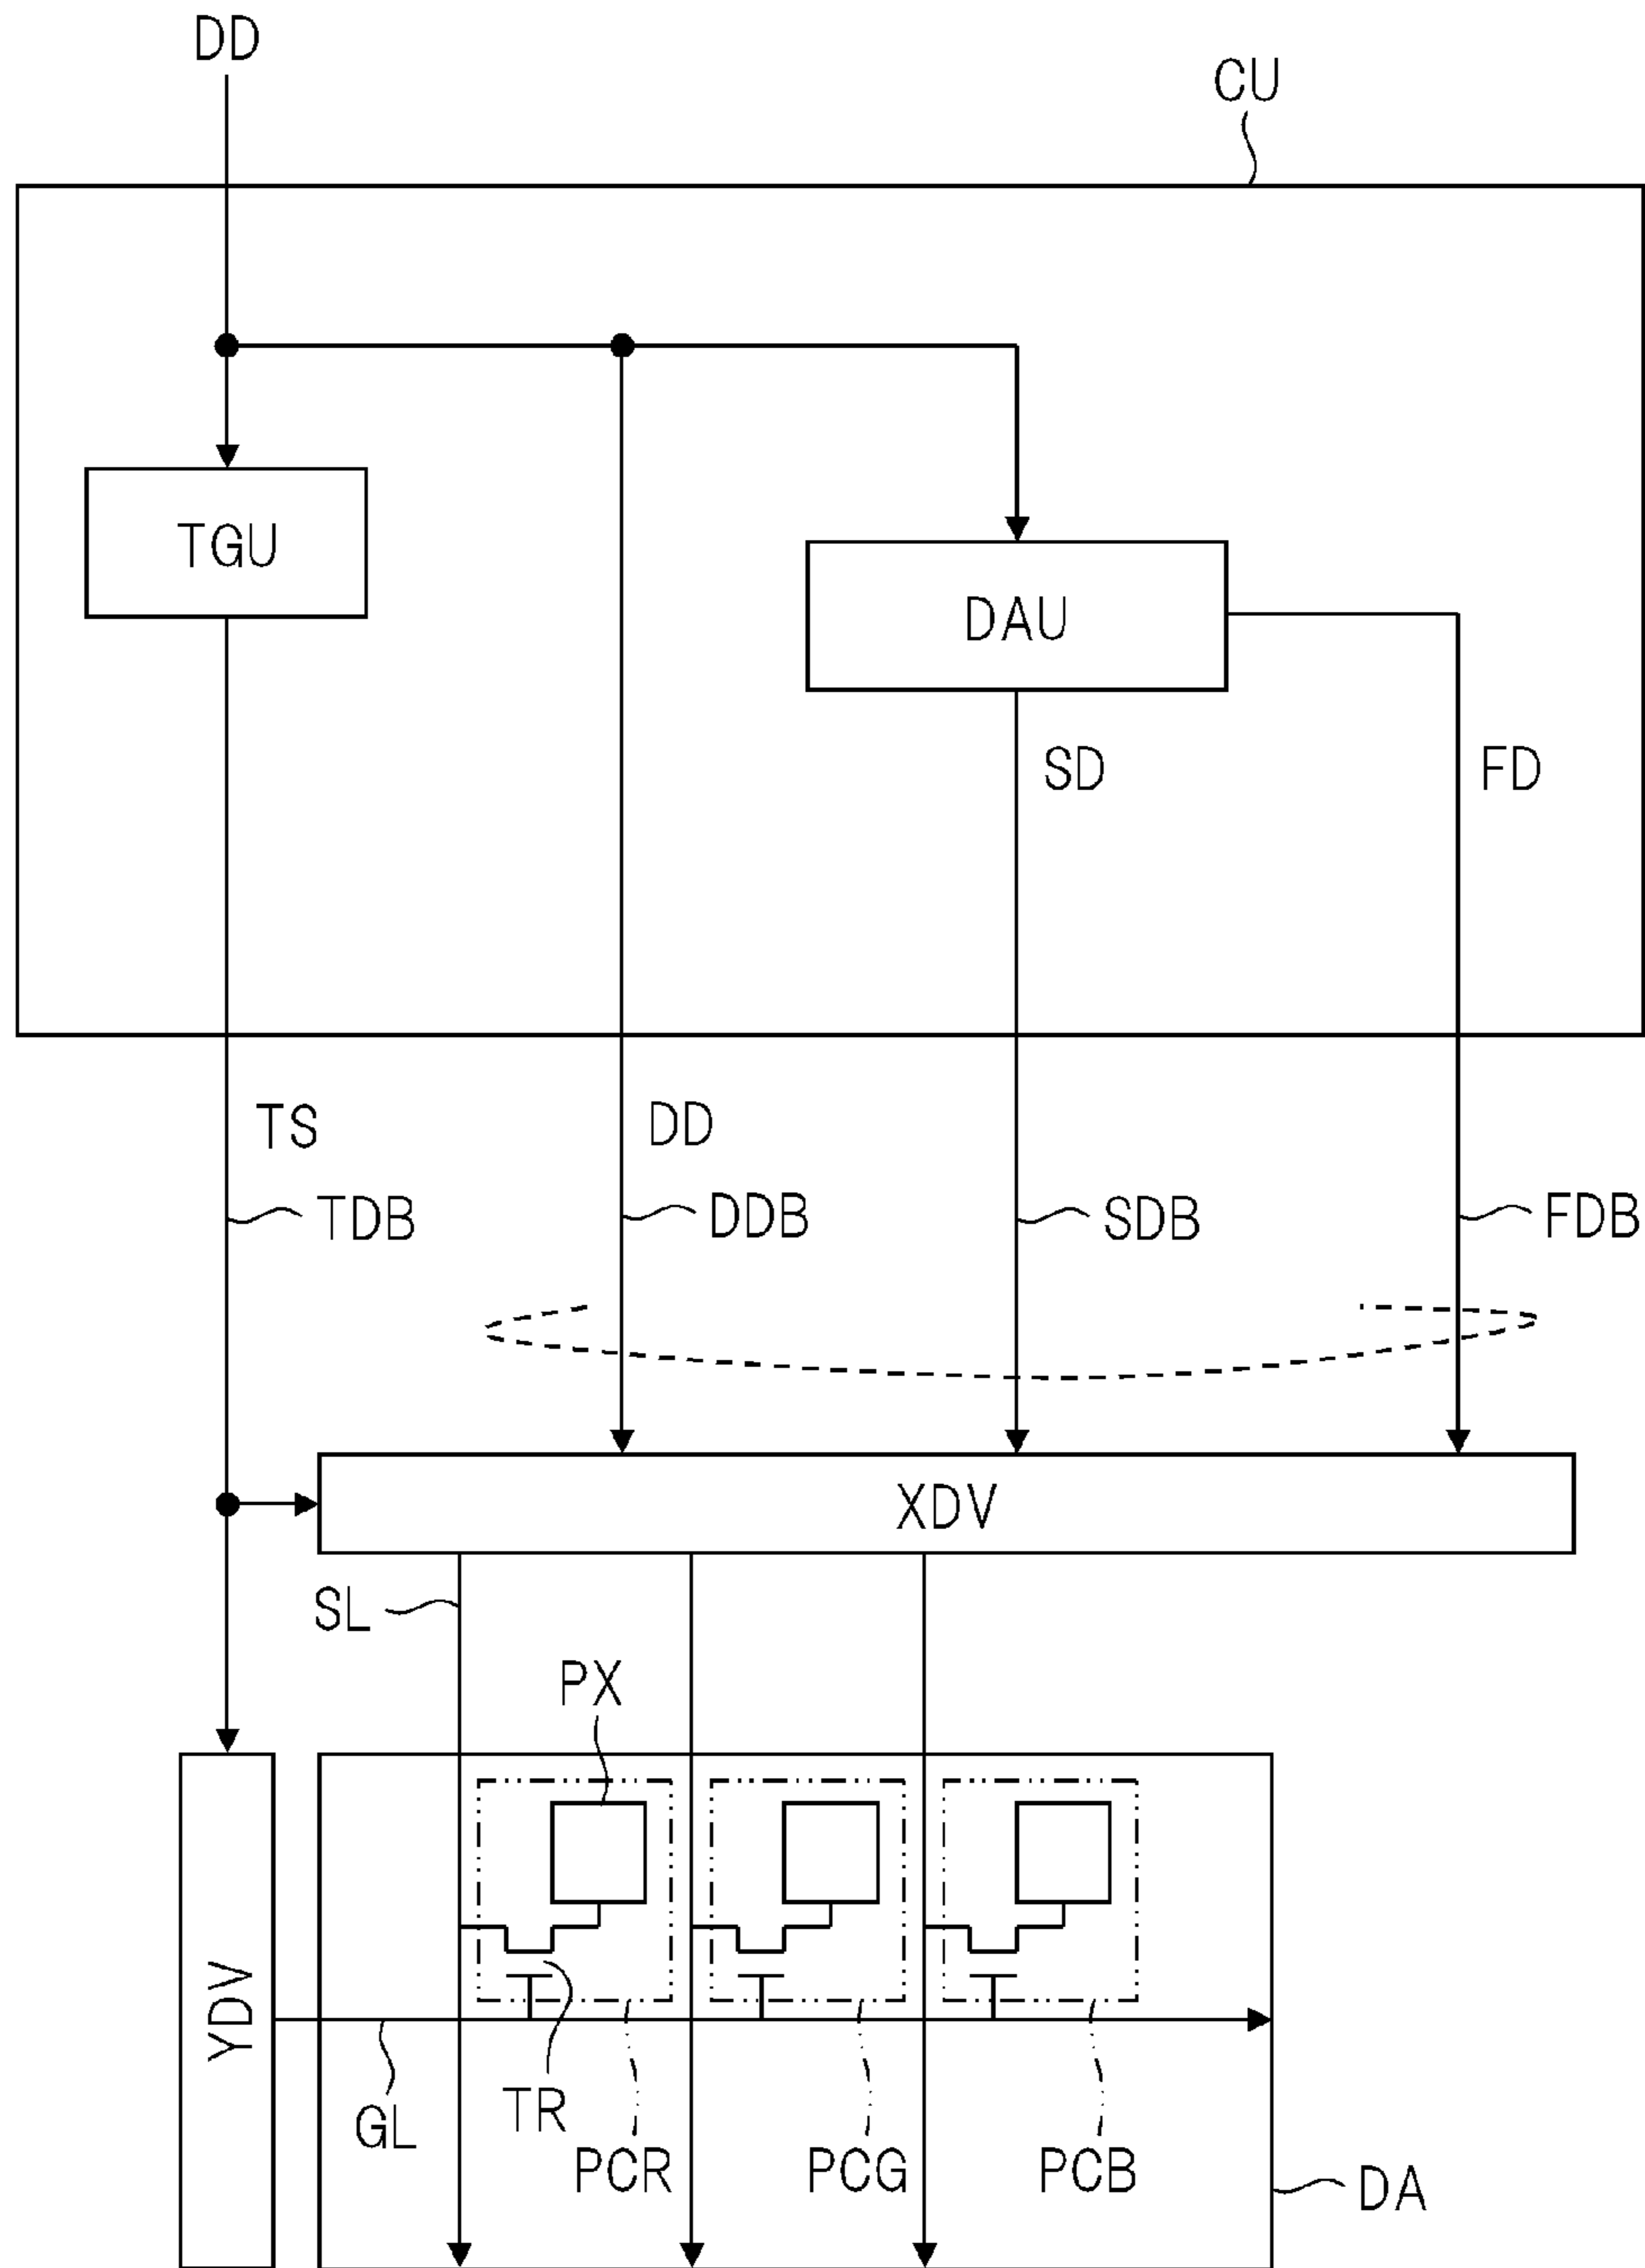 DD
CU
TGU
DAU
SD
FD
TS
DD
TDB
DDB
SDB
FDB
XDV
SL
PX
YDV
GL
TR
PCR
PCG
PCB
DA